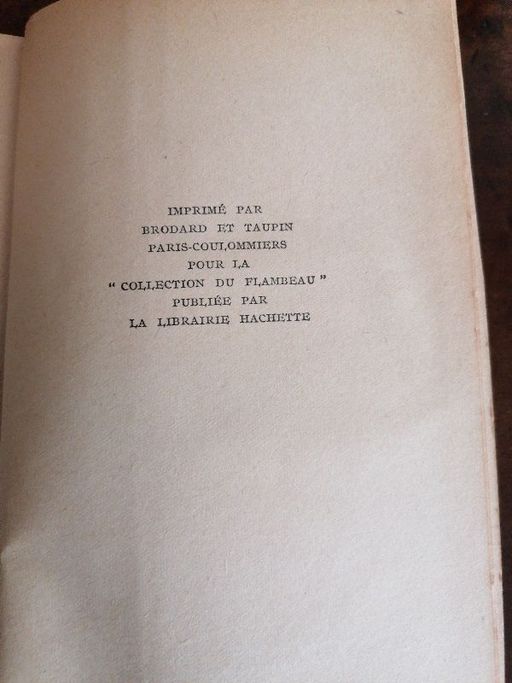 IMPRIMÉ PAR
BRODARD ET TAUPIN
PARIS-COULOMMIERS
POUR LA
" COLLECTION DU FLAMBEAU "
PUBLIÉE PAR
LA LIBRAIRIE HACHETTE